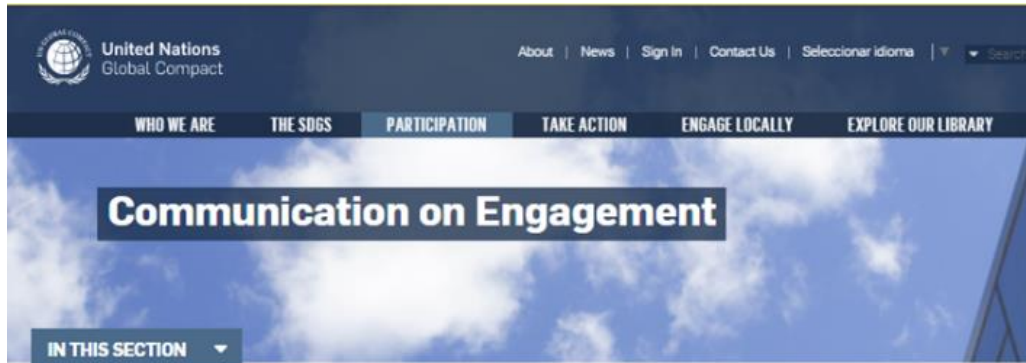 United Nations
Global Compact
About | News | Sign In | Contact Us | Seleccionar idioma | ▼ Search
WHO WE ARE THE SDGS PARTICIPATION TAKE ACTION ENGAGE LOCALLY EXPLORE OUR LIBRARY
Communication on Engagement
IN THIS SECTION